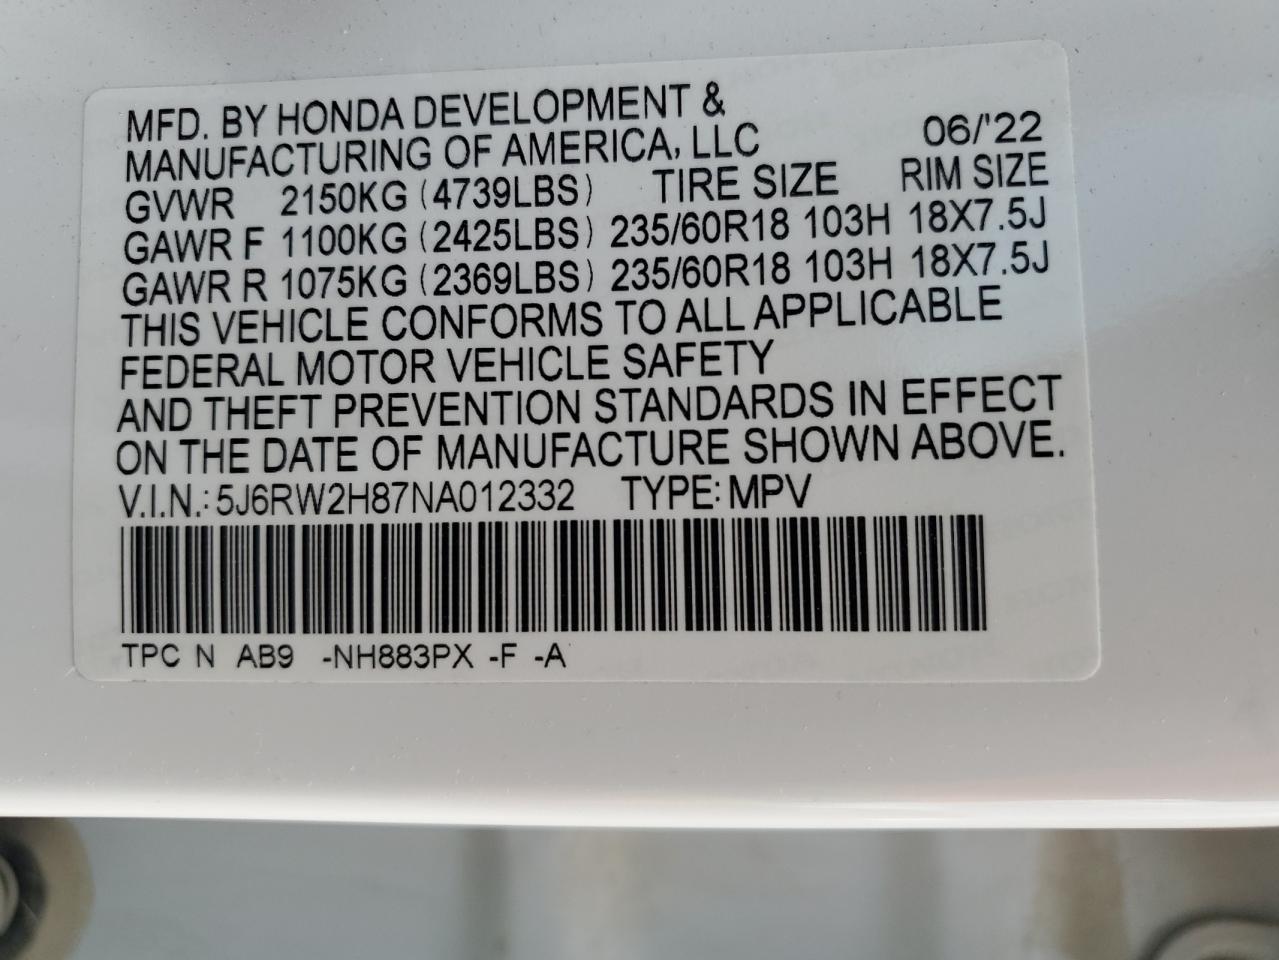 MFD. BY HONDA DEVELOPMENT &
MANUFACTURING OF AMERICA, LLC 06/'22
GVWR 2150KG (4739LBS) TIRE SIZE RIM SIZE
GAWR F 1100KG (2425LBS) 235/60R18 103H 18X7.5J
GAWR R 1075KG (2369LBS) 235/60R18 103H 18X7.5J
THIS VEHICLE CONFORMS TO ALL APPLICABLE
FEDERAL MOTOR VEHICLE SAFETY
AND THEFT PREVENTION STANDARDS IN EFFECT
ON THE DATE OF MANUFACTURE SHOWN ABOVE.
V.I.N.: 5J6RW2H87NA012332 TYPE: MPV
TPC N AB9 -NH883PX -F -A